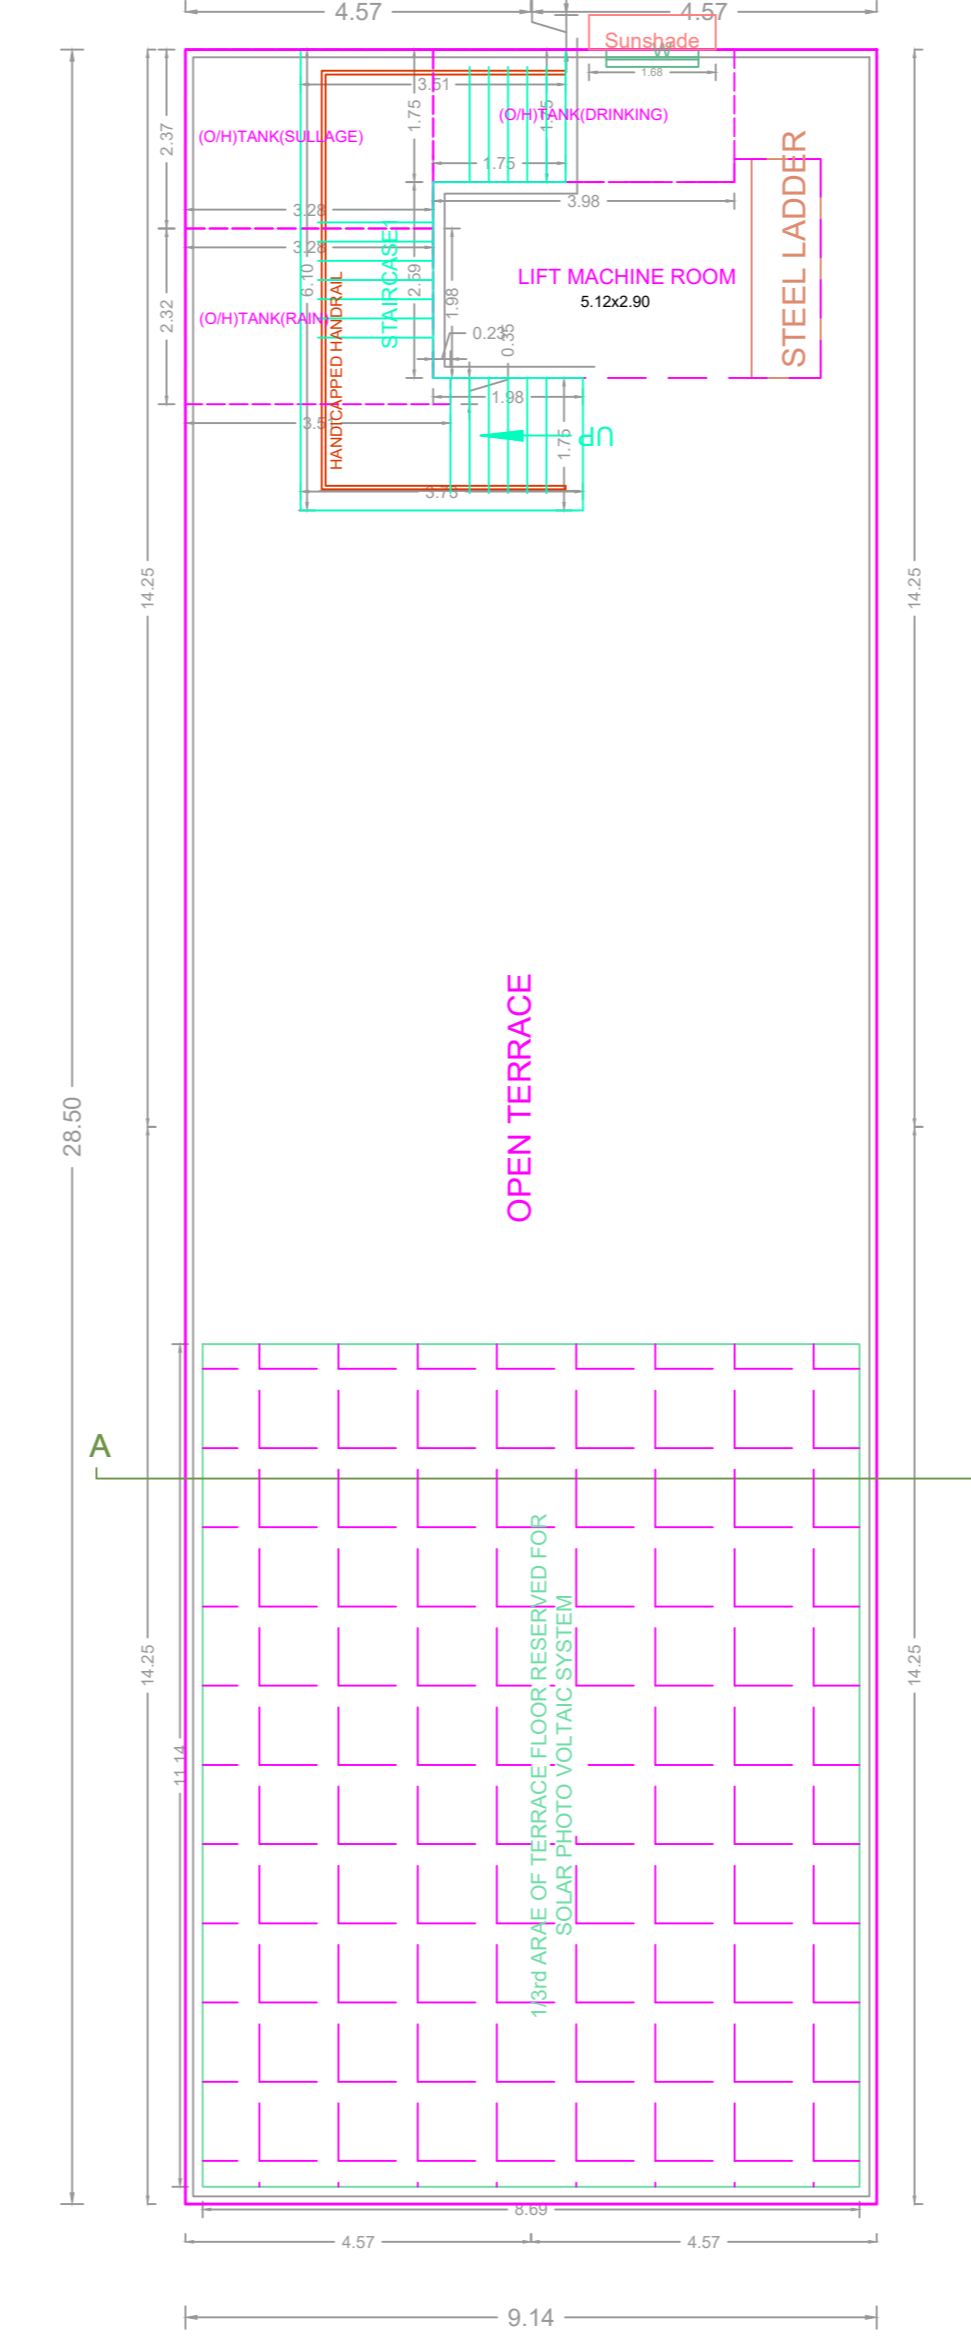 4.57
4.57
Sunshade
W
1.68
3.51
1.75
(O/H)TANK(DRINKING)
(O/H)TANK(SULLAGE)
2.37
1.75
3.98
3.28
3.28
STEEL LADDER
LIFT MACHINE ROOM
5.12x2.90
STAIRCASE1
6.10
2.59
1.98
2.32
(O/H)TANK(RAIN)
HANDICAPPED HANDRAIL
0.23
0.35
1.98
3.51
UP
1.75
3.73
14.25
14.25
OPEN TERRACE
28.50
A
1/3rd ARAE OF TERRACE FLOOR RESERVED FOR
SOLAR PHOTO VOLTAIC SYSTEM
14.25
14.25
11.14
8.69
4.57
4.57
9.14